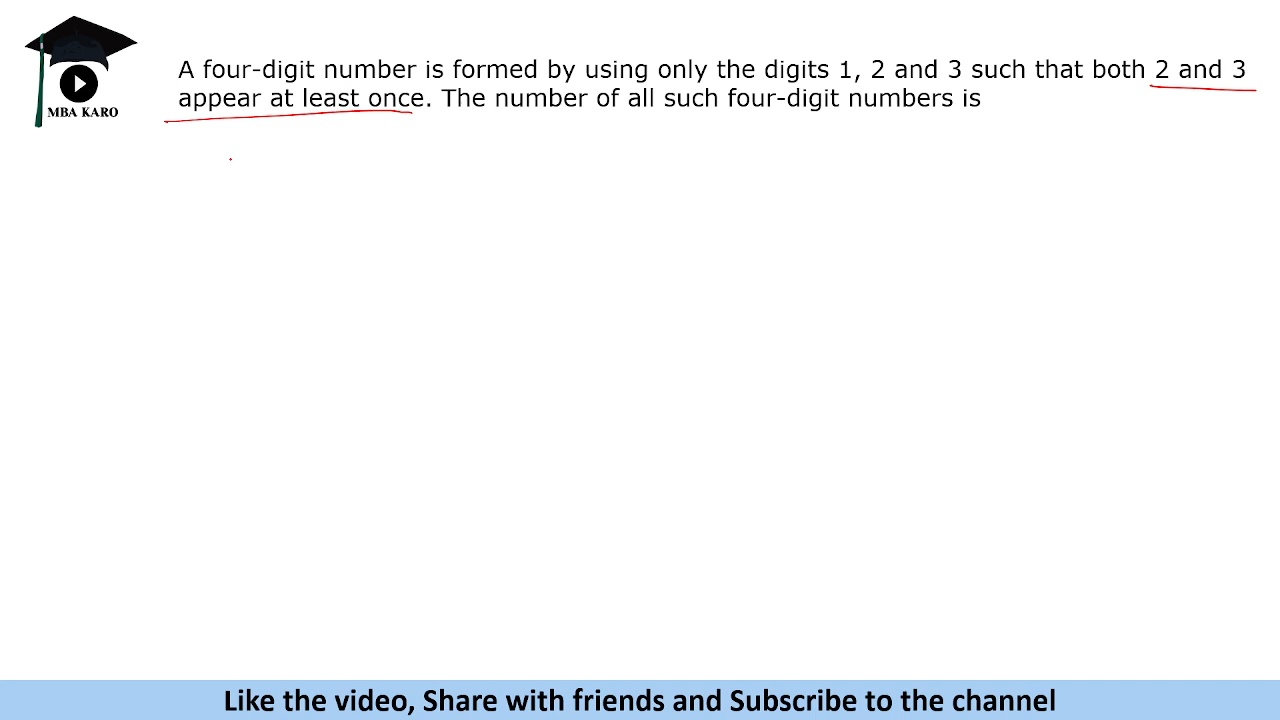 A four-digit number is formed by using only the digits 1, 2 and 3 such that both 2 and 3
appear at least once. The number of all such four-digit numbers is
MBA KARO
Like the video, Share with friends and Subscribe to the channel